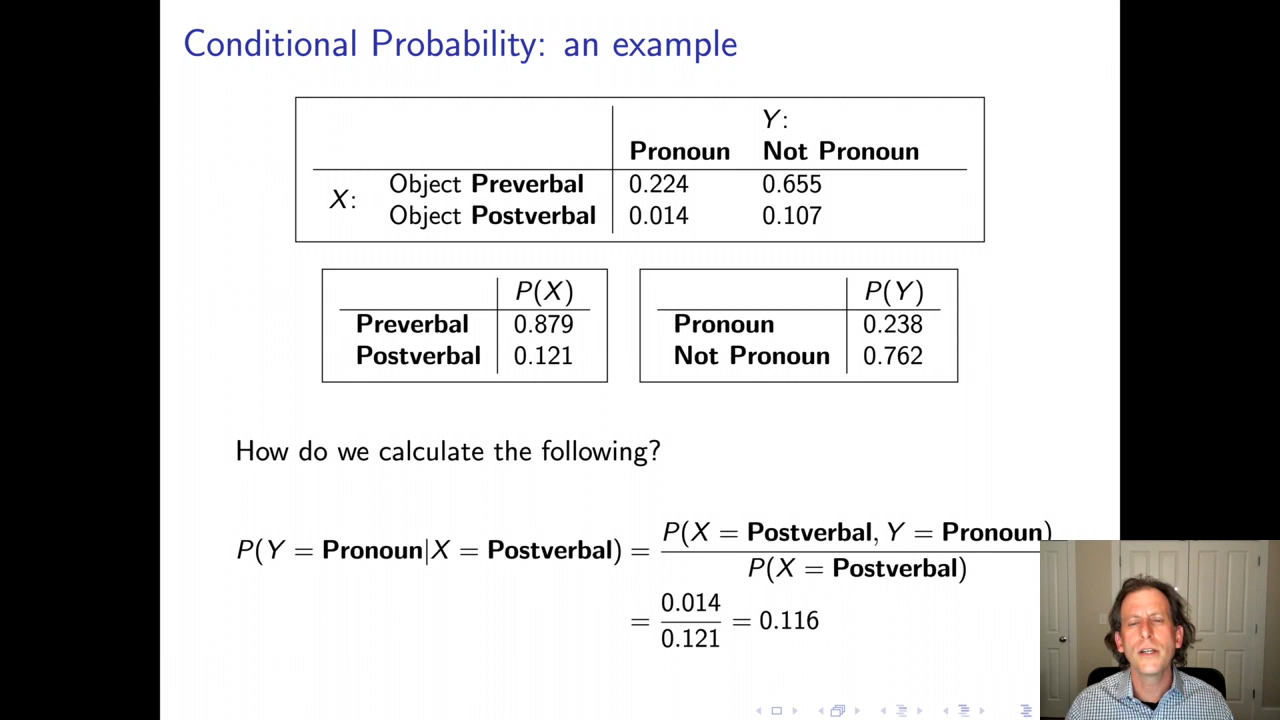 Conditional Probability: an example
Y:
Pronoun Not Pronoun
X: Object Preverbal 0.224 0.655
Object Postverbal 0.014 0.107
P(X)
Preverbal 0.879
Postverbal 0.121
P(Y)
Pronoun 0.238
Not Pronoun 0.762
How do we calculate the following?
P(Y = Pronoun|X = Postverbal) = P(X = Postverbal, Y = Pronoun)
P(X = Postverbal)
= 0.014
0.121 = 0.116